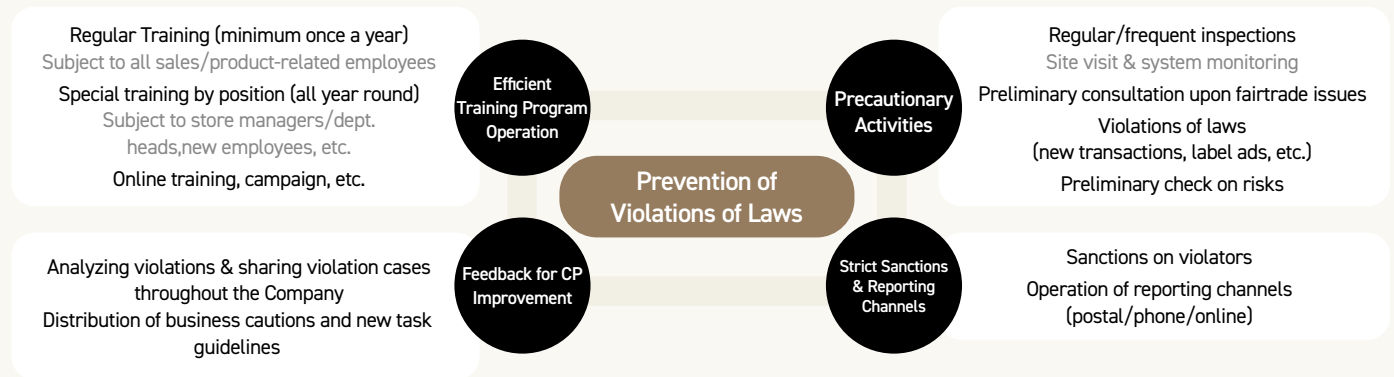 Regular Training (minimum once a year)
Subject to all sales/product-related employees
Special training by position (all year round)
Subject to store managers/dept.
heads,new employees, etc.
Online training, campaign, etc.
Efficient
Training Program
Operation
Precautionary
Activities
Regular/frequent inspections
Site visit & system monitoring
Preliminary consultation upon fairtrade issues
Violations of laws
(new transactions, label ads, etc.)
Preliminary check on risks
Prevention of
Violations of Laws
Analyzing violations & sharing violation cases
throughout the Company
Distribution of business cautions and new task
guidelines
Feedback for CP
Improvement
Strict Sanctions
& Reporting
Channels
Sanctions on violators
Operation of reporting channels
(postal/phone/online)